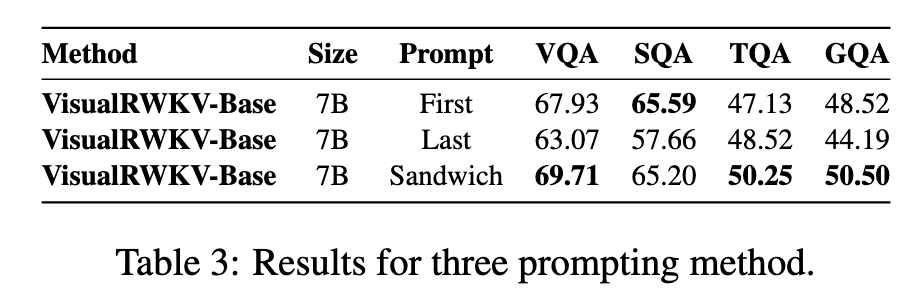 Method Size Prompt VQA SQA TQA GQA
VisualRWKV-Base 7B First 67.93 65.59 47.13 48.52
VisualRWKV-Base 7B Last 63.07 57.66 48.52 44.19
VisualRWKV-Base 7B Sandwich 69.71 65.20 50.25 50.50
Table 3: Results for three prompting method.